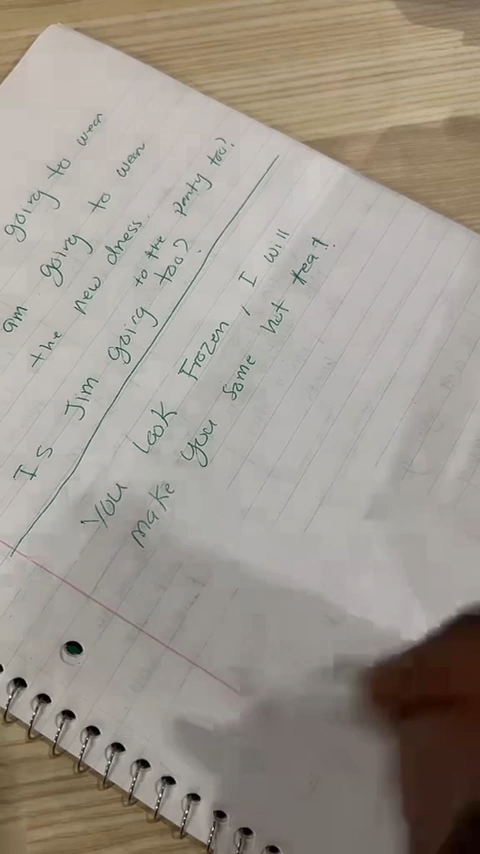 going to wear
am going to wear
the new dress.
to the party too?
Is Jim going too?
You look Frozen, I will
make you some hot tea!